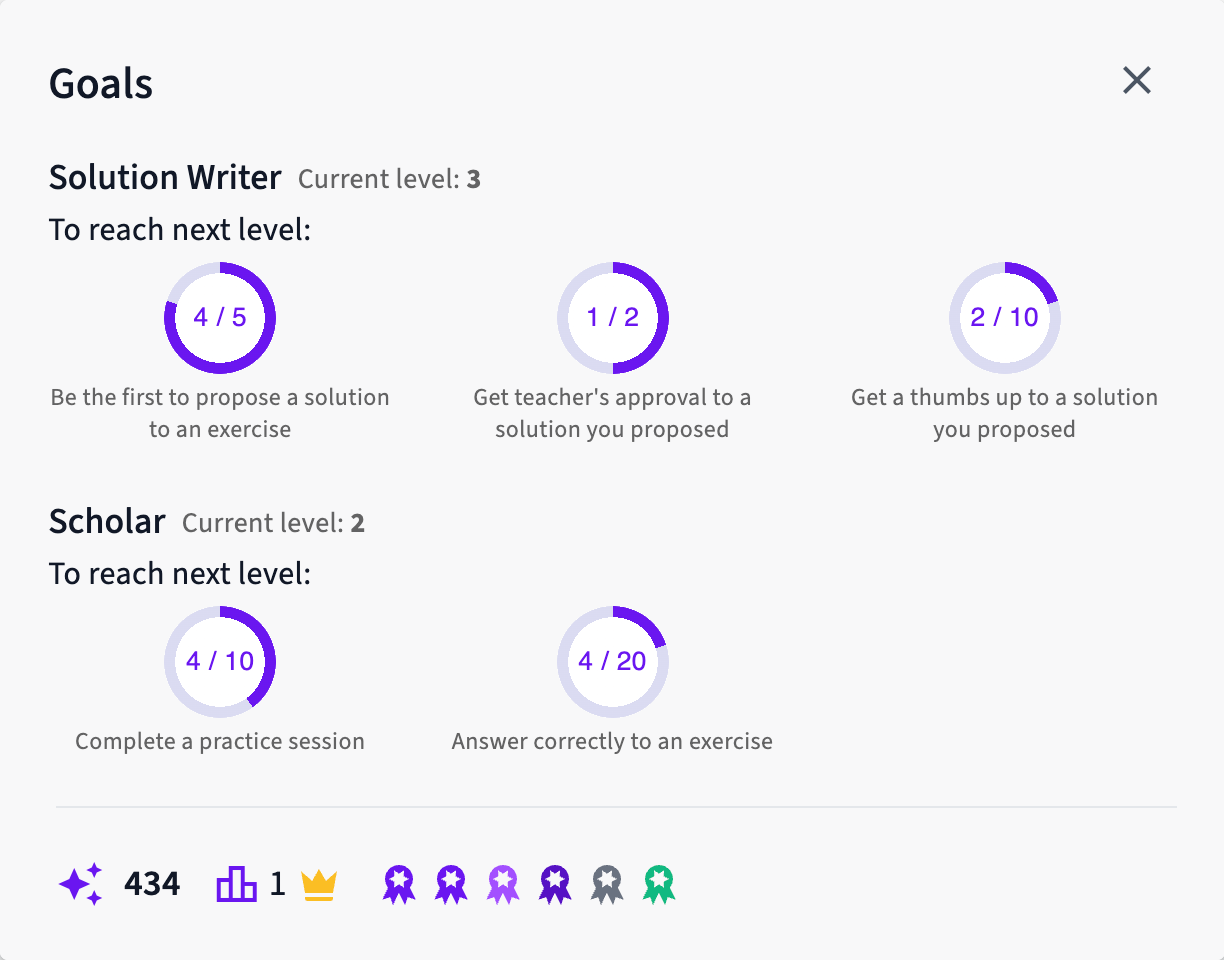 Goals
Solution Writer Current level: 3
To reach next level:
4 / 5
1 / 2
2 / 10
Be the first to propose a solution
to an exercise
Get teacher's approval to a
solution you proposed
Get a thumbs up to a solution
you proposed
Scholar Current level: 2
To reach next level:
4 / 10
4 / 20
Complete a practice session
Answer correctly to an exercise
434 1